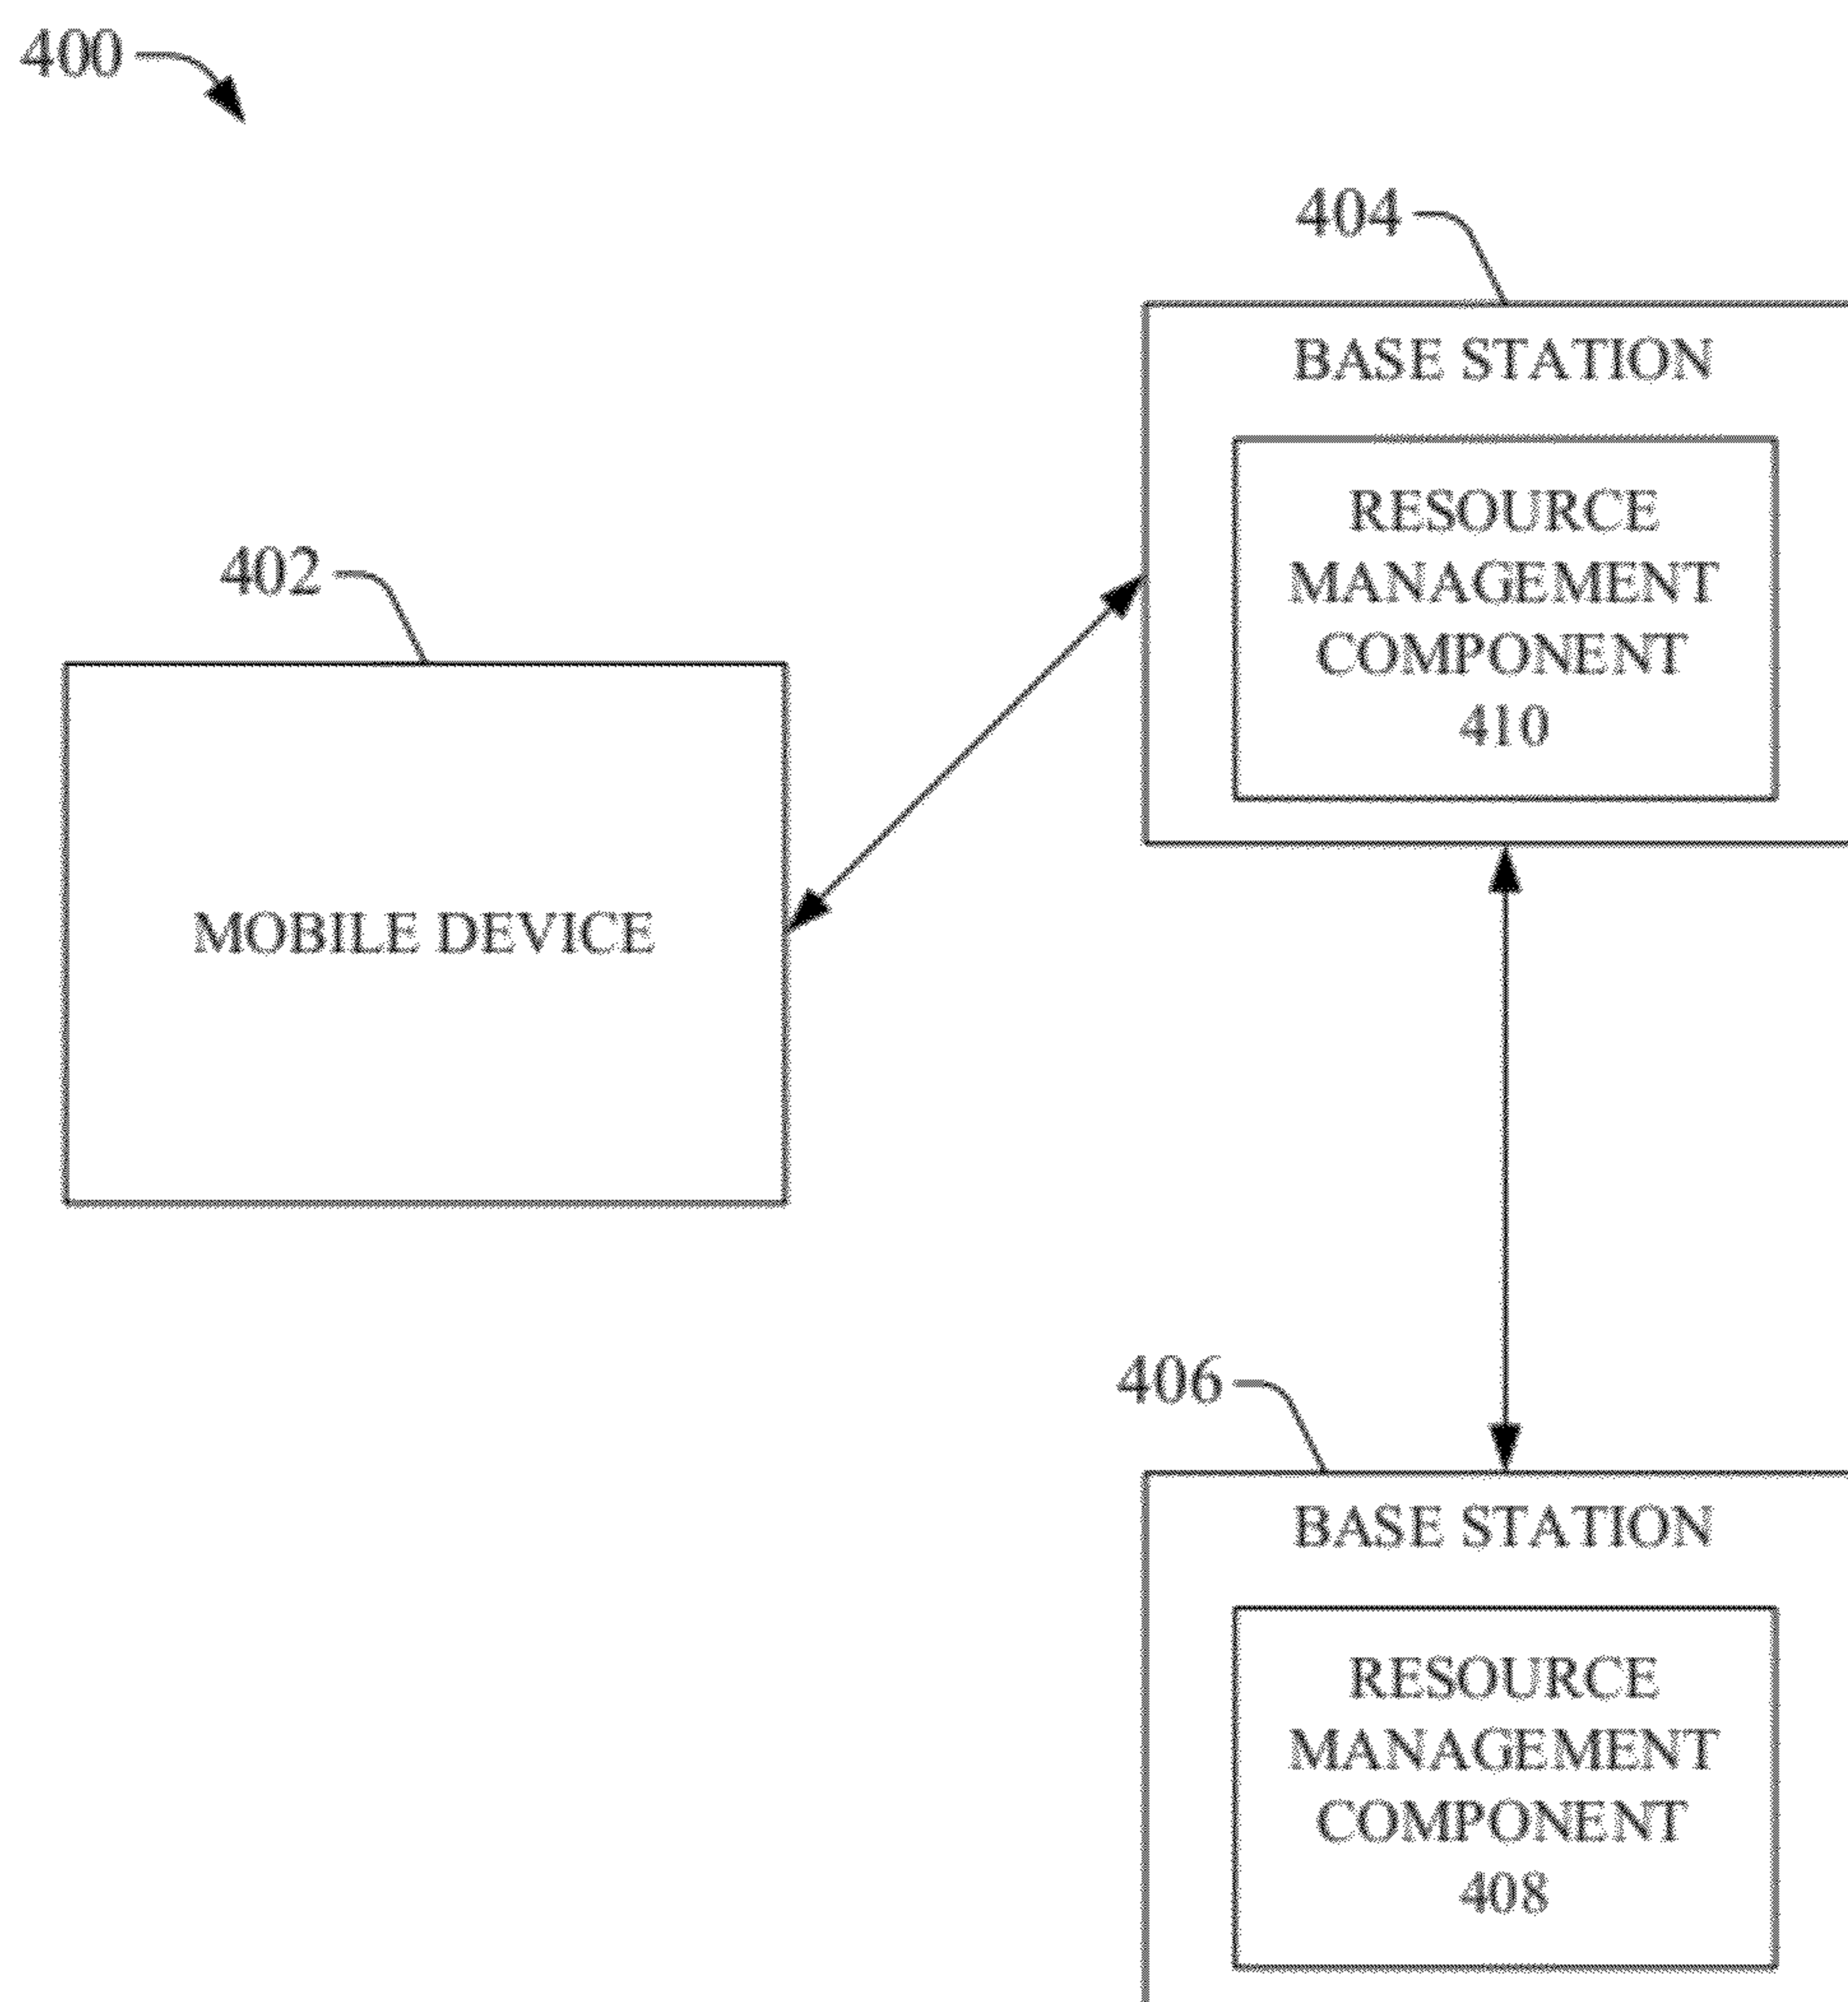 400
404
BASE STATION
RESOURCE
MANAGEMENT
COMPONENT
410
402
MOBILE DEVICE
406
BASE STATION
RESOURCE
MANAGEMENT
COMPONENT
408